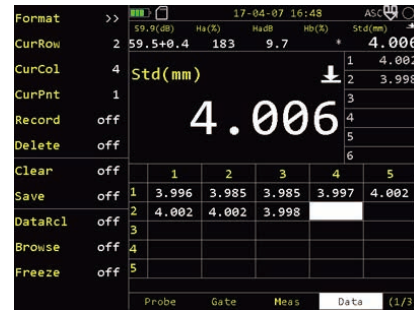 Format >>
CurRow 2
CurCol 4
CurPnt 1
Record off
Delete off
Clear off
Save off
DataRcl off
Browse off
Freeze off
17-04-07 16:48 ASC
59.9(dB) Ha(%) HadB Hb(%) Std(mm)
59.5+0.4 183 9.7 * 4.006
Std(mm)
4.006
1 4.002
2 3.998
3
4
5
6
1 2 3 4 5
1 3.996 3.985 3.985 3.997 4.002
2 4.002 4.002 3.998
3
4
5
Probe Gate Meas Data (1/3